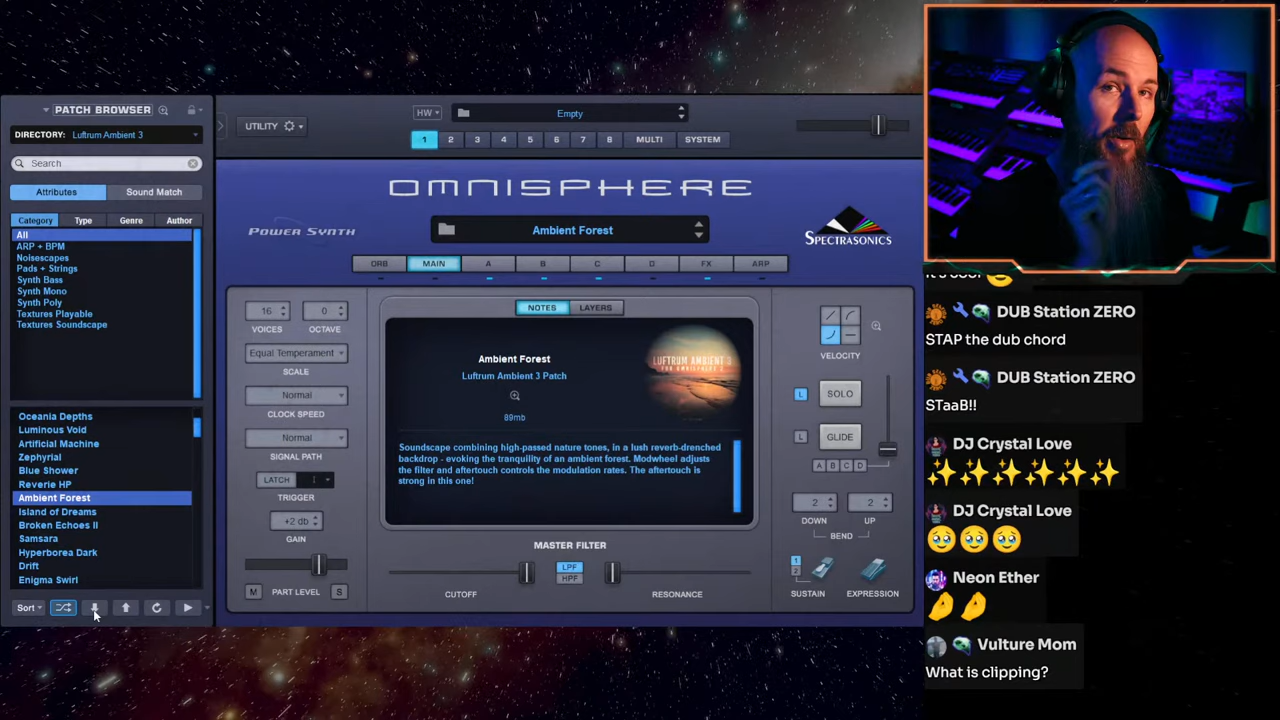 PATCH BROWSER
DIRECTORY: Luftrum Ambient 3
Search
Attributes
Sound Match
Category
Type
Genre
Author
All
ARP + BPM
Noisescapes
Pads + Strings
Synth Bass
Synth Mono
Synth Poly
Textures Playable
Textures Soundscape
Oceania Depths
Luminous Void
Artificial Machine
Zephyrial
Blue Shower
Reverie HP
Ambient Forest
Island of Dreams
Broken Echoes II
Samsara
Hyperborea Dark
Drift
Enigma Swirl
Sort
UTILITY
HW
Empty
1 2 3 4 5 6 7 8 MULTI SYSTEM
OMNISPHERE
POWER SYNTH
Ambient Forest
SPECTRASONICS
ORB MAIN A B C D FX ARP
16
0
VOICES
OCTAVE
Equal Temperament
SCALE
Normal
CLOCK SPEED
Normal
SIGNAL PATH
LATCH
TRIGGER
+2 db
GAIN
M PART LEVEL S
NOTES
LAYERS
Ambient Forest
Luftrum Ambient 3 Patch
89mb
LUFTRUM AMBIENT 3
Soundscape combining high-passed nature tones, in a lush reverb-drenched
backdrop - evoking the tranquility of an ambient forest. Modwheel adjusts
the filter and aftertouch controls the modulation rates. The aftertouch is
strong in this one!
MASTER FILTER
LPF
HPF
CUTOFF
RESONANCE
VELOCITY
L SOLO
L GLIDE
A B C D
2
2
DOWN
UP
BEND
1
2
SUSTAIN
EXPRESSION
DUB Station ZERO
STAP the dub chord
DUB Station ZERO
STaaB!!
DJ Crystal Love
DJ Crystal Love
Neon Ether
Vulture Mom
What is clipping?